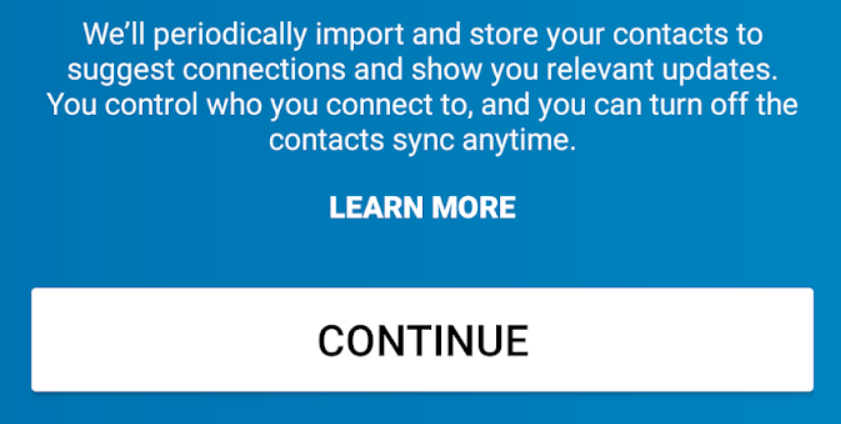 We’ll periodically import and store your contacts to
suggest connections and show you relevant updates.
You control who you connect to, and you can turn off the
contacts sync anytime.
LEARN MORE
CONTINUE